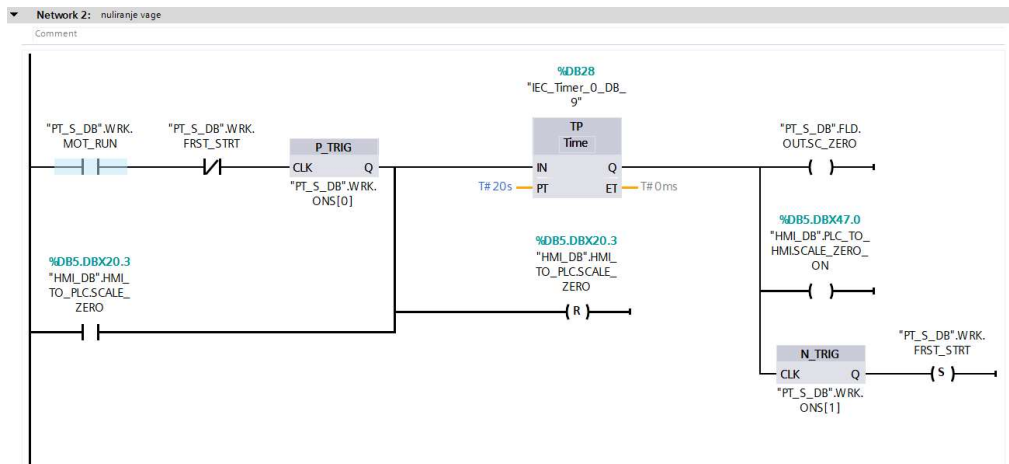 Network 2: nuliranje vage
Comment
%DB28
"IEC_Timer_0_DB_
9"
"PT_S_DB".WRK.
MOT_RUN
"PT_S_DB".WRK.
FRST_STRT
P_TRIG
CLK Q
"PT_S_DB".WRK.
ONS[0]
TP
Time
IN Q
T#20s PT ET T#0ms
"PT_S_DB".FLD.
OUT.SC_ZERO
%DB5.DBX47.0
"HMI_DB".PLC_TO_
HMI.SCALE_ZERO_
ON
%DB5.DBX20.3
"HMI_DB".HMI_
TO_PLC.SCALE_
ZERO
R
%DB5.DBX20.3
"HMI_DB".HMI_
TO_PLC.SCALE_
ZERO
N_TRIG
CLK Q
"PT_S_DB".WRK.
ONS[1]
"PT_S_DB".WRK.
FRST_STRT
S